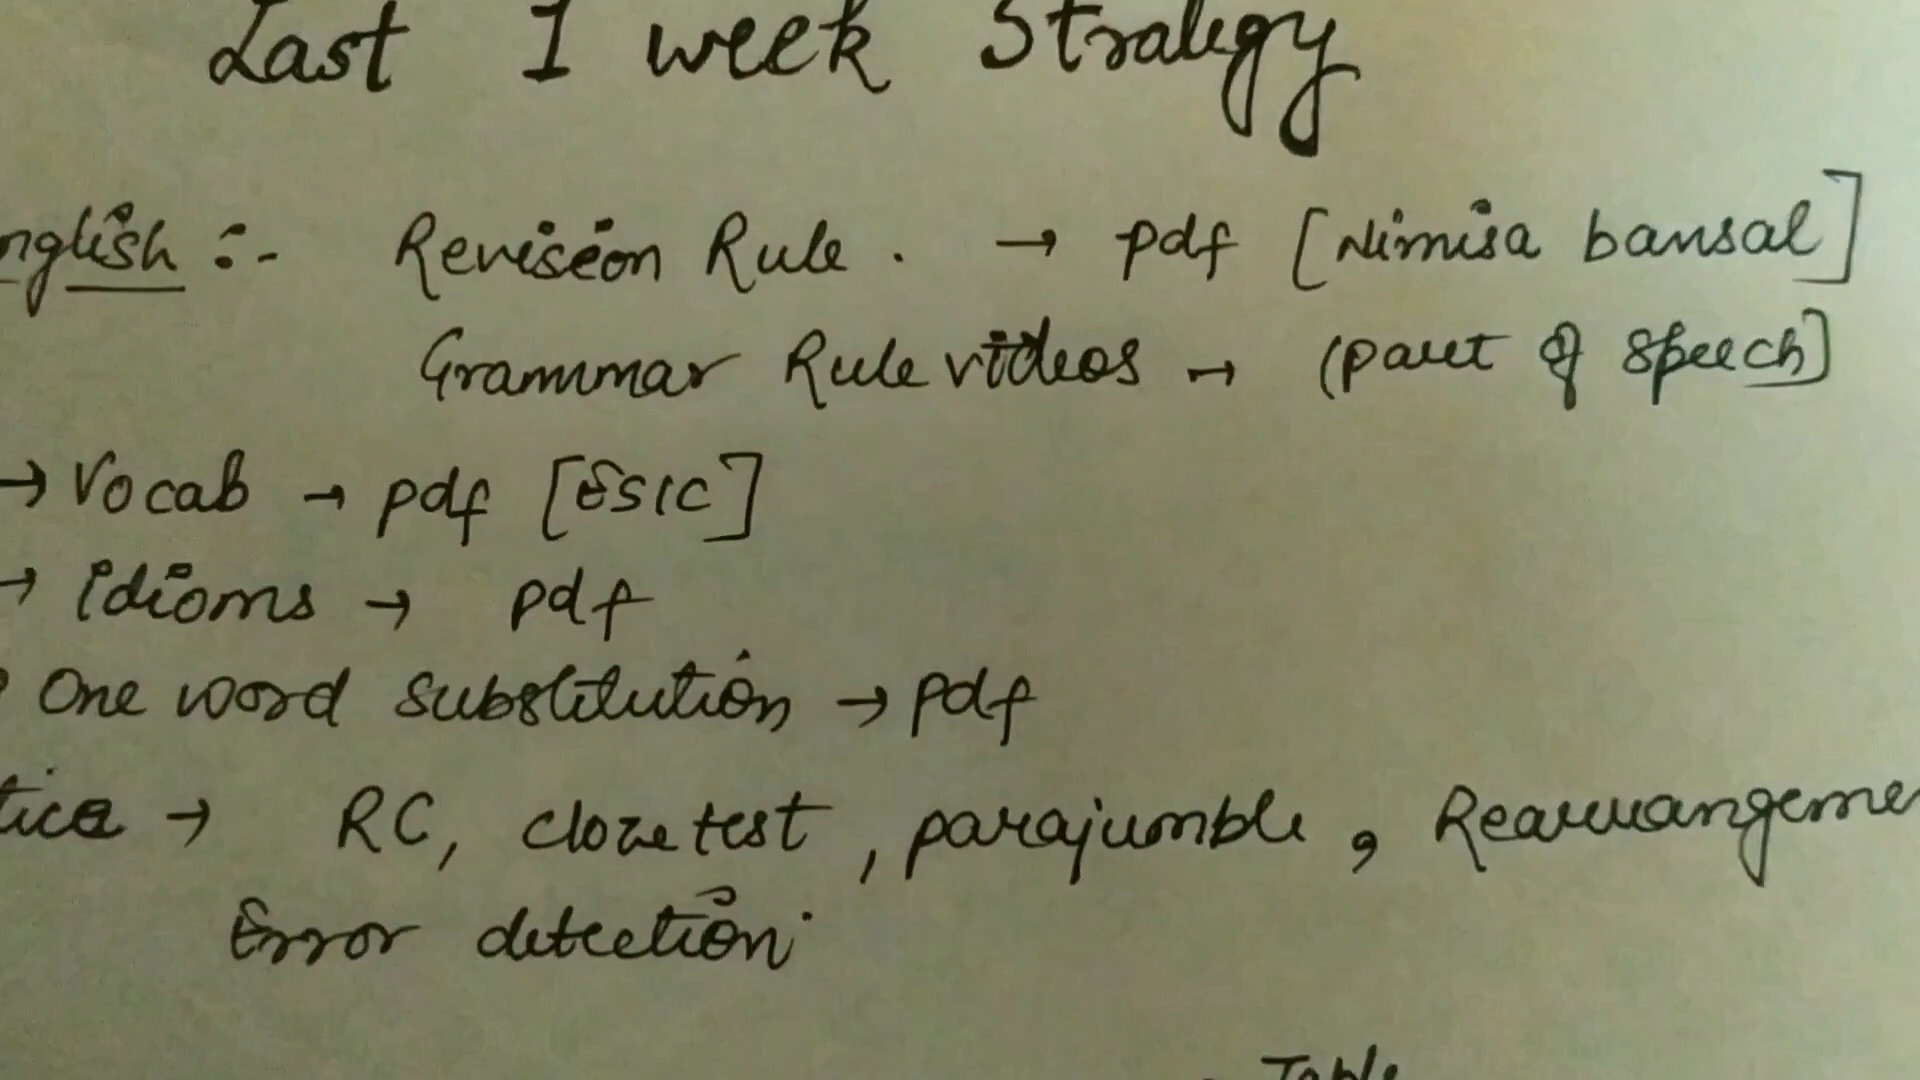 Last 1 week Strategy
nglish :- Revision Rule . → pdf [Nimisa bansal]
Grammar Rule videos → (part of speech]
→ Vocab → pdf [ESIC]
→ idioms → pdf
One word substitution → pdf
tice → RC, cloze test, parajumble, Rearrangeme
Error detection
Table